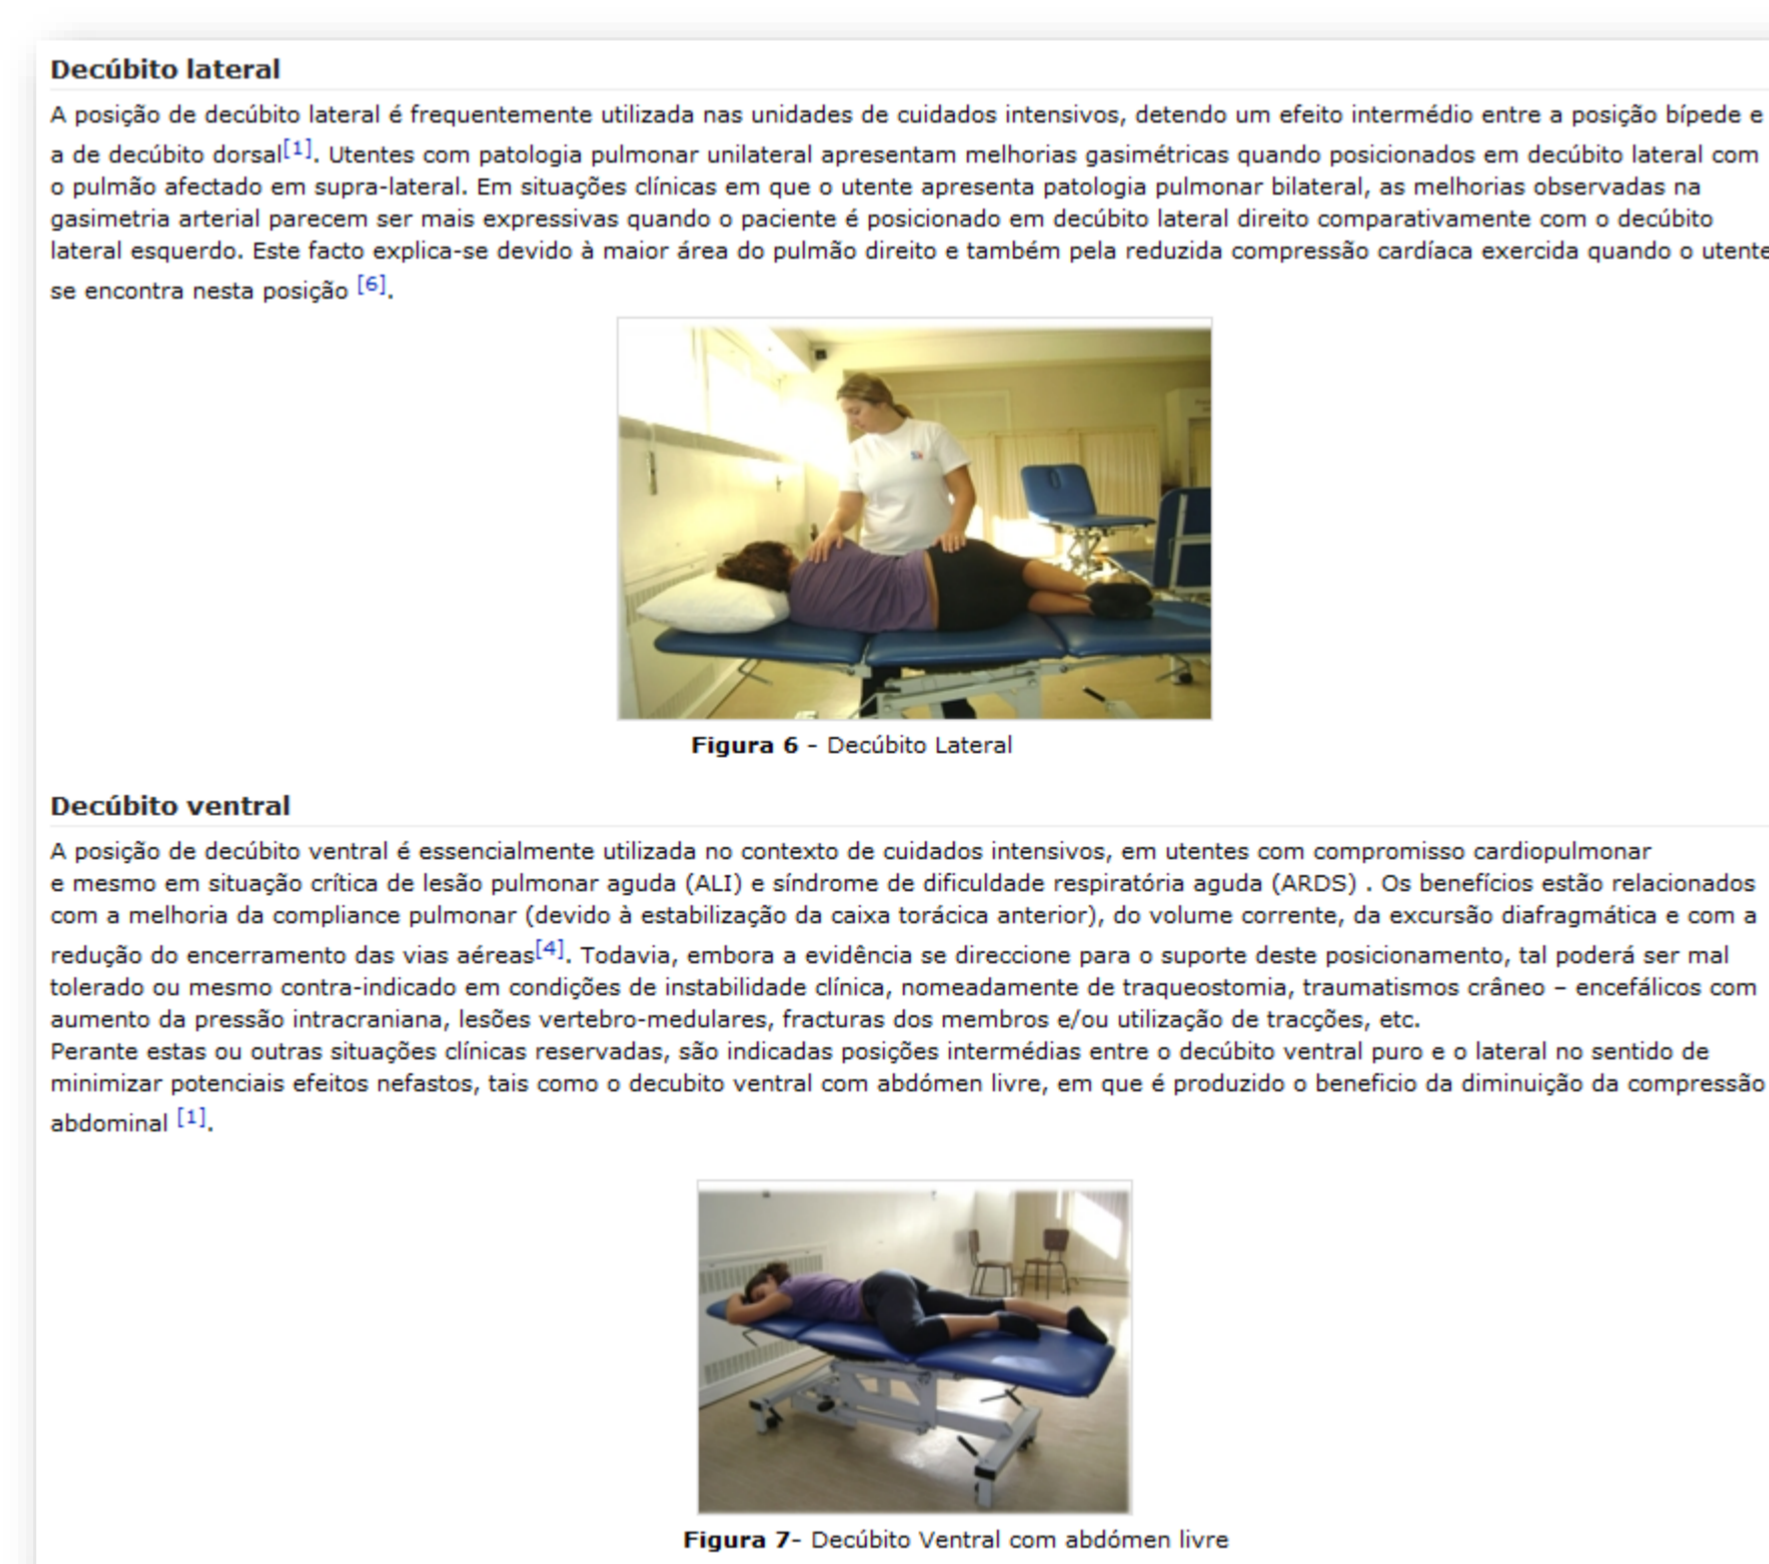 Decúbito lateral
A posição de decúbito lateral é frequentemente utilizada nas unidades de cuidados intensivos, detendo um efeito intermédio entre a posição bípede e
a de decúbito dorsal[1]. Utentes com patologia pulmonar unilateral apresentam melhorias gasimétricas quando posicionados em decúbito lateral com
o pulmão afectado em supra-lateral. Em situações clínicas em que o utente apresenta patologia pulmonar bilateral, as melhorias observadas na
gasimetria arterial parecem ser mais expressivas quando o paciente é posicionado em decúbito lateral direito comparativamente com o decúbito
lateral esquerdo. Este facto explica-se devido à maior área do pulmão direito e também pela reduzida compressão cardíaca exercida quando o utente
se encontra nesta posição [6].
Figura 6 - Decúbito Lateral
Decúbito ventral
A posição de decúbito ventral é essencialmente utilizada no contexto de cuidados intensivos, em utentes com compromisso cardiopulmonar
e mesmo em situação crítica de lesão pulmonar aguda (ALI) e síndrome de dificuldade respiratória aguda (ARDS) . Os benefícios estão relacionados
com a melhoria da compliance pulmonar (devido à estabilização da caixa torácica anterior), do volume corrente, da excursão diafragmática e com a
redução do encerramento das vias aéreas[4]. Todavia, embora a evidência se direccione para o suporte deste posicionamento, tal poderá ser mal
tolerado ou mesmo contra-indicado em condições de instabilidade clínica, nomeadamente de traqueostomia, traumatismos crâneo – encefálicos com
aumento da pressão intracraniana, lesões vertebro-medulares, fracturas dos membros e/ou utilização de tracções, etc.
Perante estas ou outras situações clínicas reservadas, são indicadas posições intermédias entre o decúbito ventral puro e o lateral no sentido de
minimizar potenciais efeitos nefastos, tais como o decubito ventral com abdómen livre, em que é produzido o beneficio da diminuição da compressão
abdominal [1].
Figura 7- Decúbito Ventral com abdómen livre